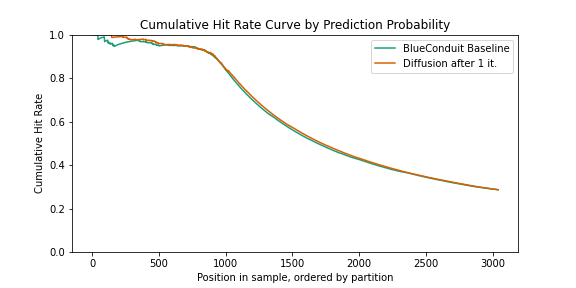 Cumulative Hit Rate Curve by Prediction Probability
BlueConduit Baseline
Diffusion after 1 it.
Cumulative Hit Rate
1.0
0.8
0.6
0.4
0.2
0.0
0 500 1000 1500 2000 2500 3000
Position in sample, ordered by partition